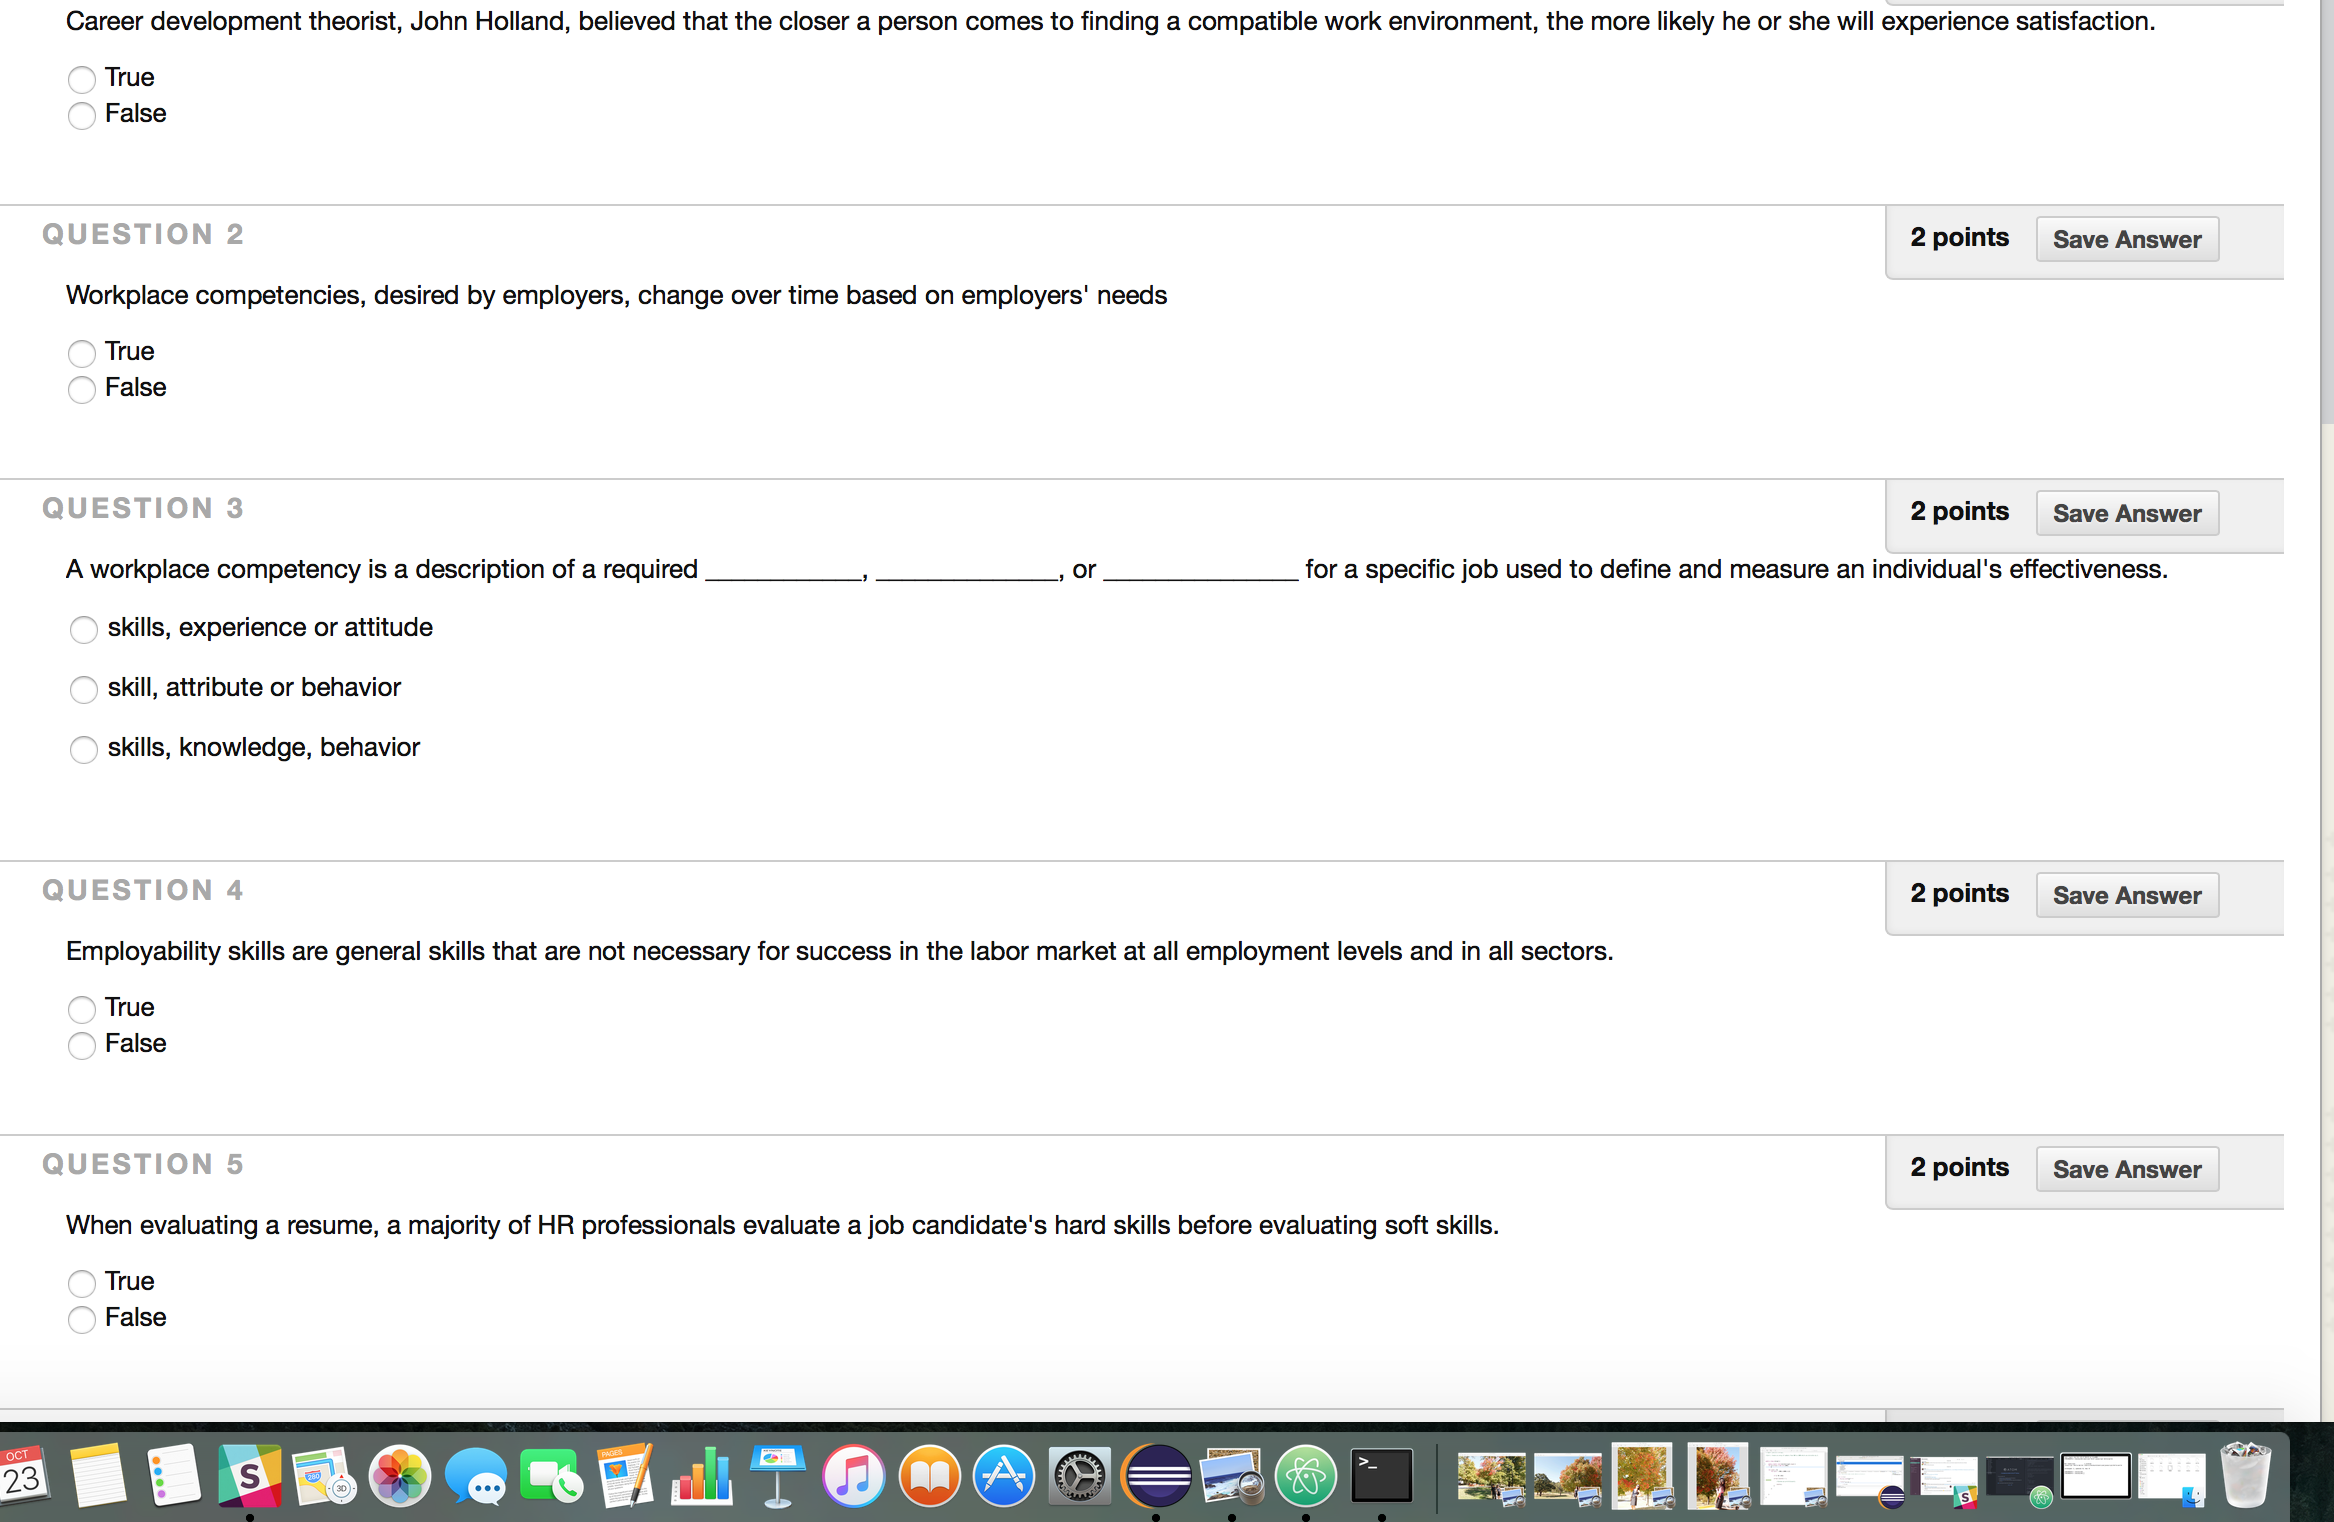 Career development theorist, John Holland, believed that the closer a person comes to finding a compatible work environment, the more likely he or she will experience satisfaction.
True
False
QUESTION 2
2 points
Save Answer
Workplace competencies, desired by employers, change over time based on employers' needs
True
False
QUESTION 3
2 points
Save Answer
A workplace competency is a description of a required ____________, ______________, or _______________ for a specific job used to define and measure an individual's effectiveness.
skills, experience or attitude
skill, attribute or behavior
skills, knowledge, behavior
QUESTION 4
2 points
Save Answer
Employability skills are general skills that are not necessary for success in the labor market at all employment levels and in all sectors.
True
False
QUESTION 5
2 points
Save Answer
When evaluating a resume, a majority of HR professionals evaluate a job candidate's hard skills before evaluating soft skills.
True
False
OCT
23
S
280
3D
PAGES
>_
S